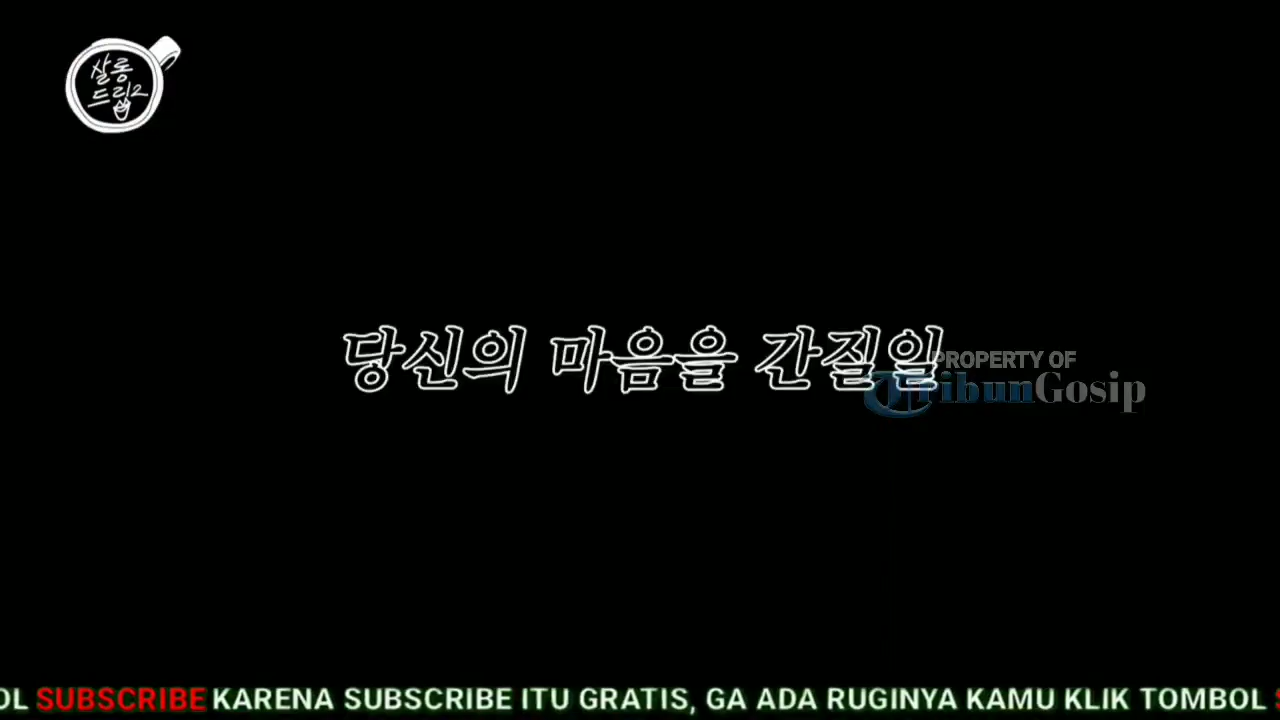 살롱
드립2
당신의 마음을 간질일
PROPERTY OF
TribunGosip
OL SUBSCRIBE KARENA SUBSCRIBE ITU GRATIS, GA ADA RUGINYA KAMU KLIK TOMBOL S